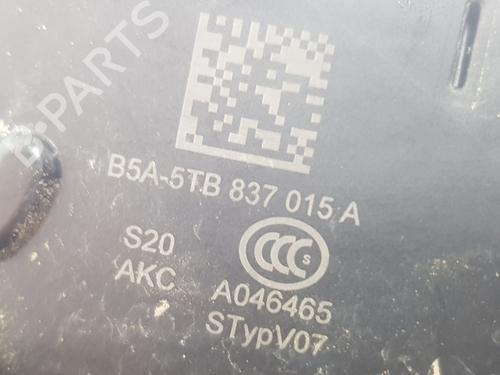 B-PARTS
B5A-5TB 837 015 A
S20
CCC S
AKC
A046465
STypV07